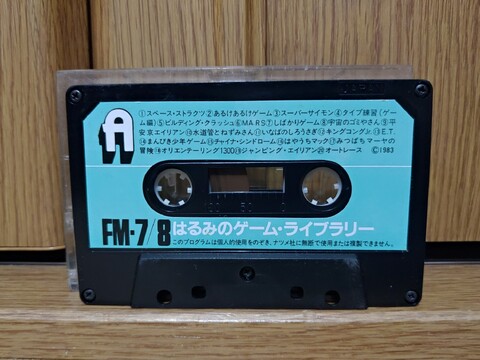 A
①スペース・ストラクツ②あるけあるけゲーム③スーパーサイモン④タイプ練習(ゲー
ム編)⑤ビルディング・クラッシュ⑥MARS⑦しばかりゲーム⑧宇宙のゴミやさん⑨平
安京エイリアン⑩水道管とねずみさん⑪いなばのしろうさぎ⑫キングコングJr.⑬E.T.
⑭まんびき少年ゲーム⑮チャイナ・シンドローム⑯はやうちマック⑰みつばちマーヤの
冒険⑱オリエンテーリング1300⑲ジャンピング・エイリアン⑳オートレース ©1983
FM-7/8 はるみのゲーム・ライブラリー
このプログラムは個人的使用をのぞき、ナツメ社に無断で使用または複製できません。